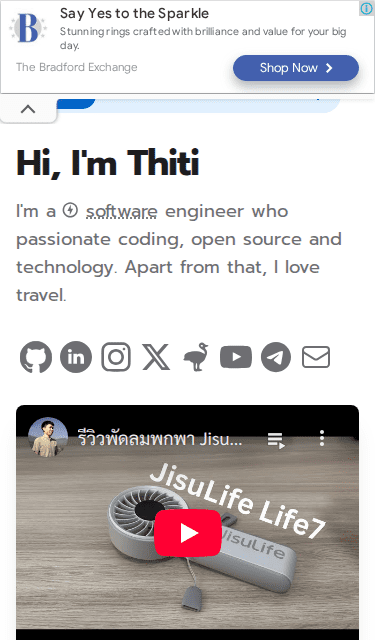 Say Yes to the Sparkle
Stunning rings crafted with brilliance and value for your big
day.
The Bradford Exchange
Shop Now
Hi, I'm Thiti
I'm a software engineer who
passionate coding, open source and
technology. Apart from that, I love
travel.
รีวิวพัดลมพกพา Jisu...
JisuLife Life7
JisuLife